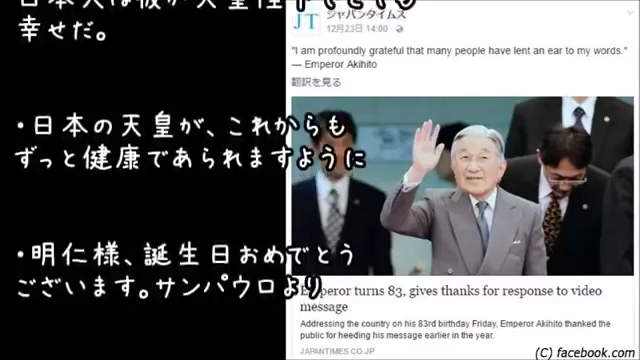 日本人は彼が天皇陛下でとても
幸せだ。
・日本の天皇が、これからも
ずっと健康であられますように
・明仁様、誕生日おめでとう
ございます。サンパウロより
JT
ジャパンタイムズ
12月23日 14:00
"I am profoundly grateful that many people have lent an ear to my words."
— Emperor Akihito
翻訳を見る
Emperor turns 83, gives thanks for response to video
message
Addressing the country on his 83rd birthday Friday, Emperor Akihito thanked the
public for heeding his message earlier in the year.
JAPANTIMES.CO.JP
(C) facebook.com